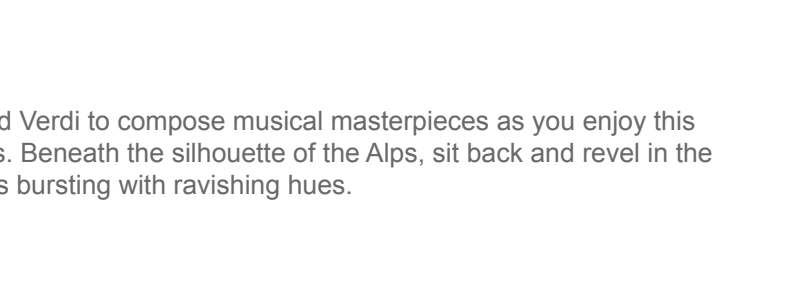 d Verdi to compose musical masterpieces as you enjoy this
s. Beneath the silhouette of the Alps, sit back and revel in the
s bursting with ravishing hues.